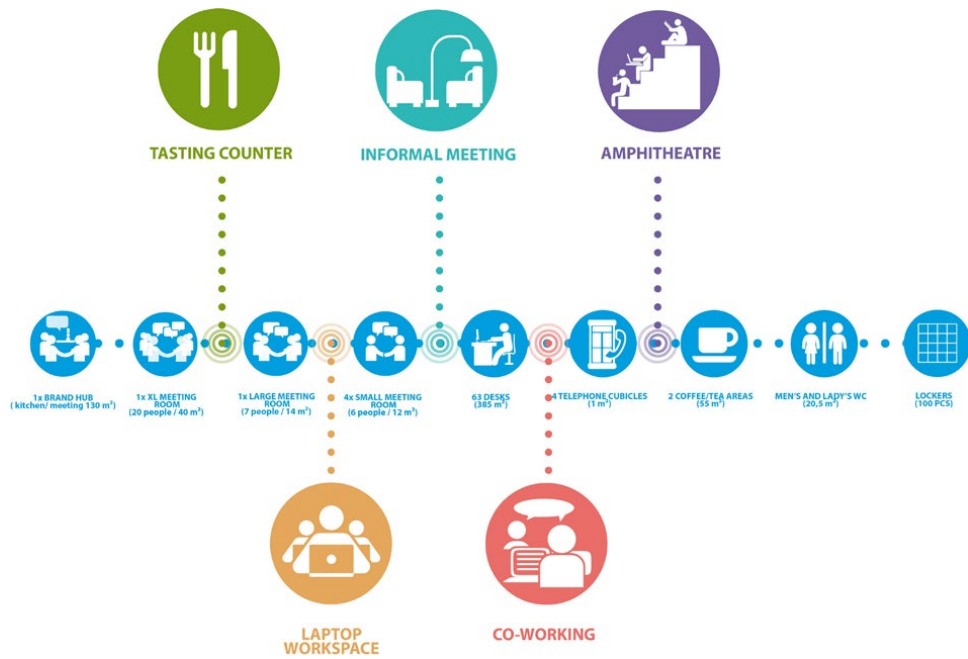 TASTING COUNTER
INFORMAL MEETING
AMPHITHEATRE
1x BRAND HUB
( kitchen/ meeting 130 m²)
1x XL MEETING
ROOM
(20 people / 40 m²)
1x LARGE MEETING
ROOM
(7 people / 14 m²)
4x SMALL MEETING
ROOM
(6 people / 12 m²)
63 DESKS
(385 m²)
4 TELEPHONE CUBICLES
(1 m²)
2 COFFEE/TEA AREAS
(55 m²)
MEN'S AND LADY'S WC
(20,5 m²)
LOCKERS
(100 PCS)
LAPTOP
WORKSPACE
CO-WORKING